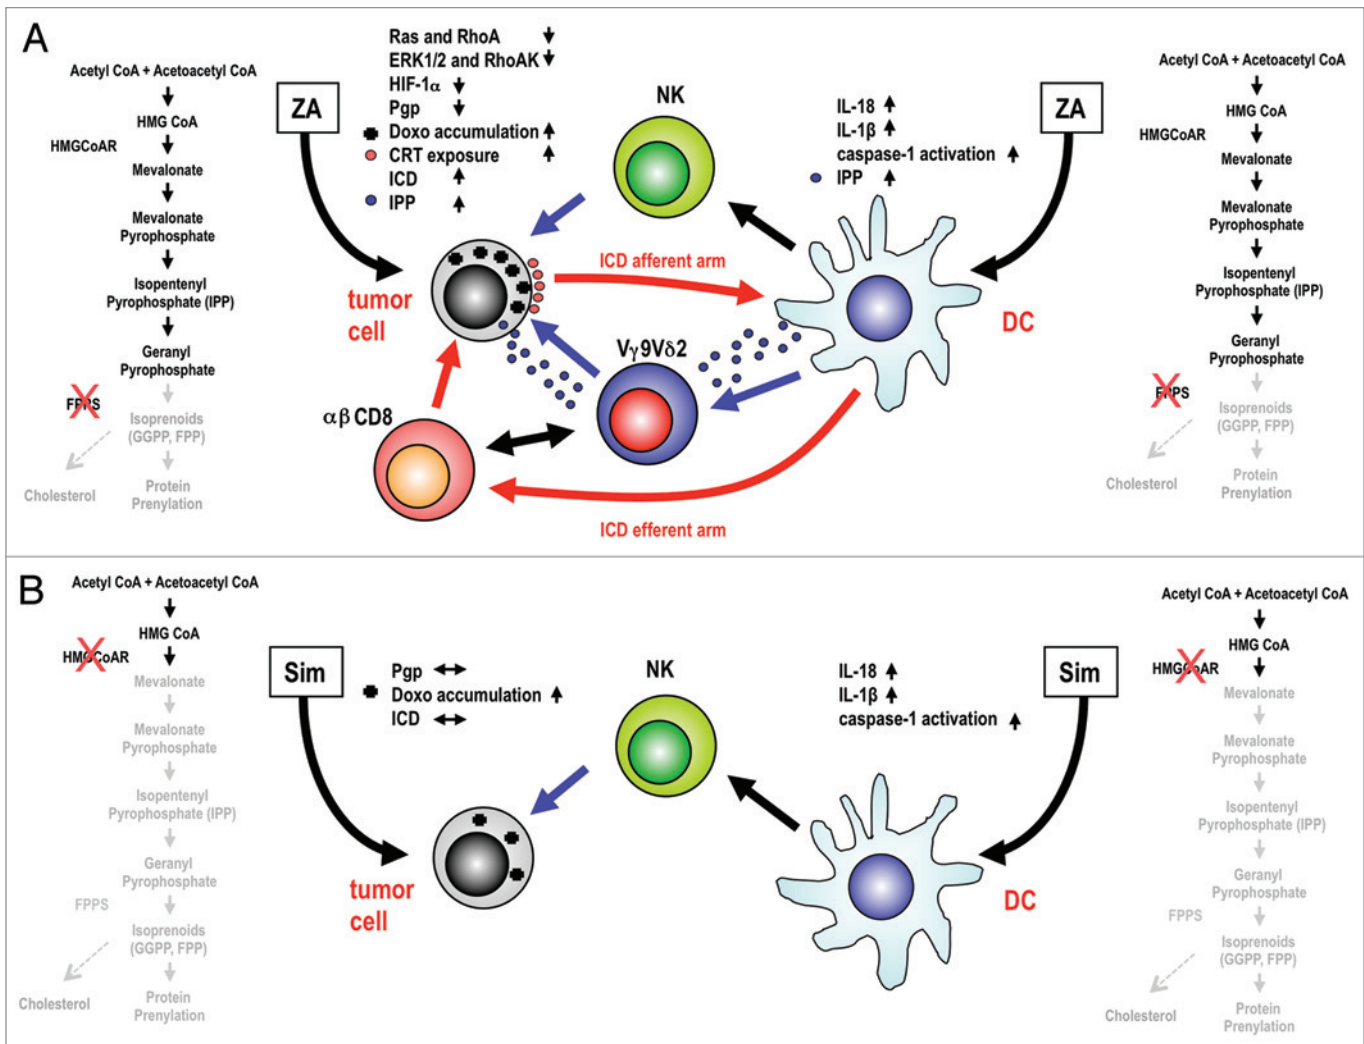 A
Acetyl CoA + Acetoacetyl CoA
HMG CoA
HMGCoAR
Mevalonate
Mevalonate
Pyrophosphate
Isopentenyl
Pyrophosphate (IPP)
Geranyl
Pyrophosphate
FPPS
Isoprenoids
(GGPP, FPP)
Cholesterol
Protein
Prenylation
ZA
Ras and RhoA
ERK1/2 and RhoAK
HIF-1α
Pgp
Doxo accumulation
CRT exposure
ICD
IPP
NK
IL-18
IL-1β
caspase-1 activation
IPP
ZA
ICD afferent arm
tumor
cell
DC
Vγ9Vδ2
αβ CD8
ICD efferent arm
Acetyl CoA + Acetoacetyl CoA
HMG CoA
HMGCoAR
Mevalonate
Mevalonate
Pyrophosphate
Isopentenyl
Pyrophosphate (IPP)
Geranyl
Pyrophosphate
FPPS
Isoprenoids
(GGPP, FPP)
Cholesterol
Protein
Prenylation
B
Acetyl CoA + Acetoacetyl CoA
HMG CoA
HMGCoAR
Mevalonate
Mevalonate
Pyrophosphate
Isopentenyl
Pyrophosphate (IPP)
Geranyl
Pyrophosphate
FPPS
Isoprenoids
(GGPP, FPP)
Cholesterol
Protein
Prenylation
Sim
Pgp
Doxo accumulation
ICD
NK
IL-18
IL-1β
caspase-1 activation
Sim
tumor
cell
DC
Acetyl CoA + Acetoacetyl CoA
HMG CoA
HMGCoAR
Mevalonate
Mevalonate
Pyrophosphate
Isopentenyl
Pyrophosphate (IPP)
Geranyl
Pyrophosphate
FPPS
Isoprenoids
(GGPP, FPP)
Cholesterol
Protein
Prenylation